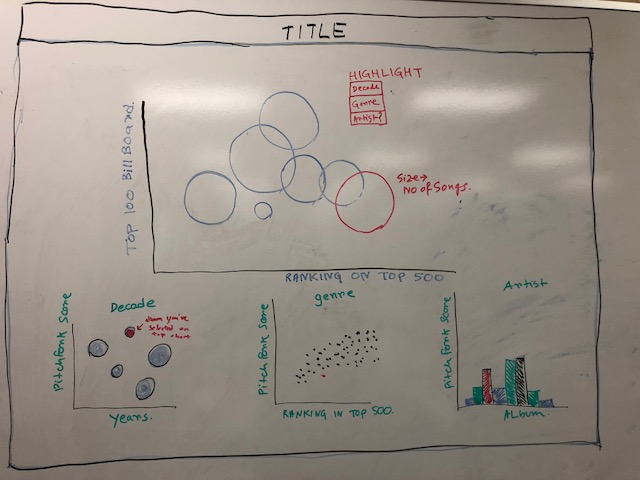 TITLE
HIGHLIGHT
Decade
Genre
Artist?
TOP 100 BillBoard.
Size→
No of Songs.
RANKING ON TOP 500
Decade
Pitchfork Score
when you've
selected on
top chart
Years.
genre
Pitchfork Score
RANKING IN TOP 500.
Artist
Pitchfork Score
ALBUM.